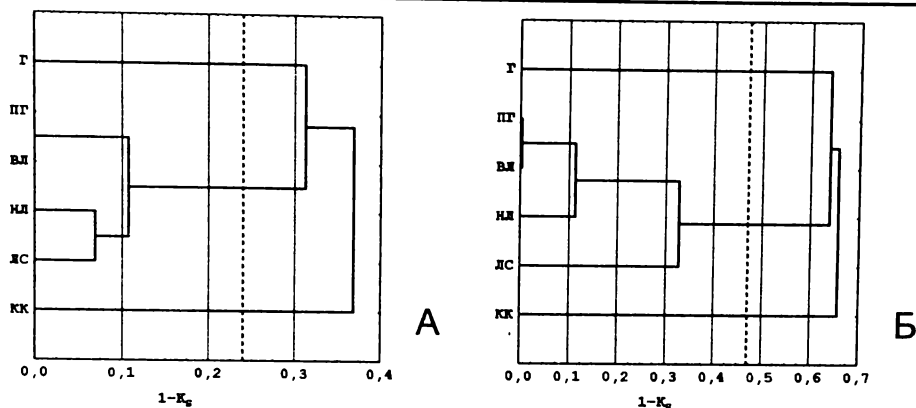 Г
ПГ
ВЛ
НЛ
ЛС
КК
0,0 0,1 0,2 0,3 0,4
1-Ks
А
Г
ПГ
ВЛ
НЛ
ЛС
КК
0,0 0,1 0,2 0,3 0,4 0,5 0,6 0,7
1-Ks
Б